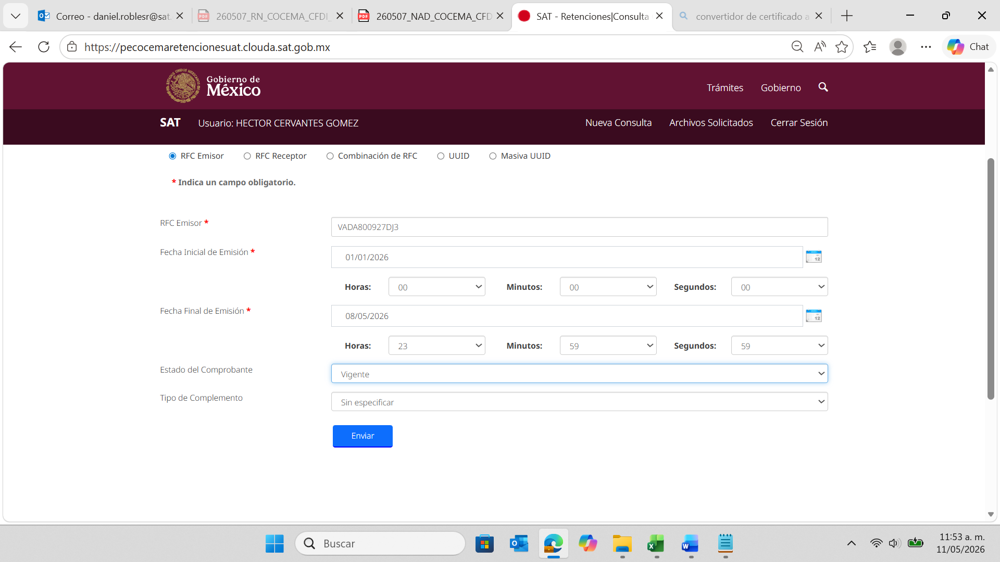 Correo - daniel.roblesr@sat.
260507_RN_COCEMA_CFDI_
260507_NAD_COCEMA_CFD
SAT - Retenciones|Consulta
convertidor de certificado a
https://pecocemaretencionesuat.clouda.sat.gob.mx
Chat
Gobierno de
México
Trámites
Gobierno
SAT
Usuario: HECTOR CERVANTES GOMEZ
Nueva Consulta
Archivos Solicitados
Cerrar Sesión
RFC Emisor
RFC Receptor
Combinación de RFC
UUID
Masiva UUID
* Indica un campo obligatorio.
RFC Emisor *
VADA800927DJ3
Fecha Inicial de Emisión *
01/01/2026
Horas:
00
Minutos:
00
Segundos:
00
Fecha Final de Emisión *
08/05/2026
Horas:
23
Minutos:
59
Segundos:
59
Estado del Comprobante
Vigente
Tipo de Complemento
Sin especificar
Enviar
Buscar
11:53 a. m.
11/05/2026